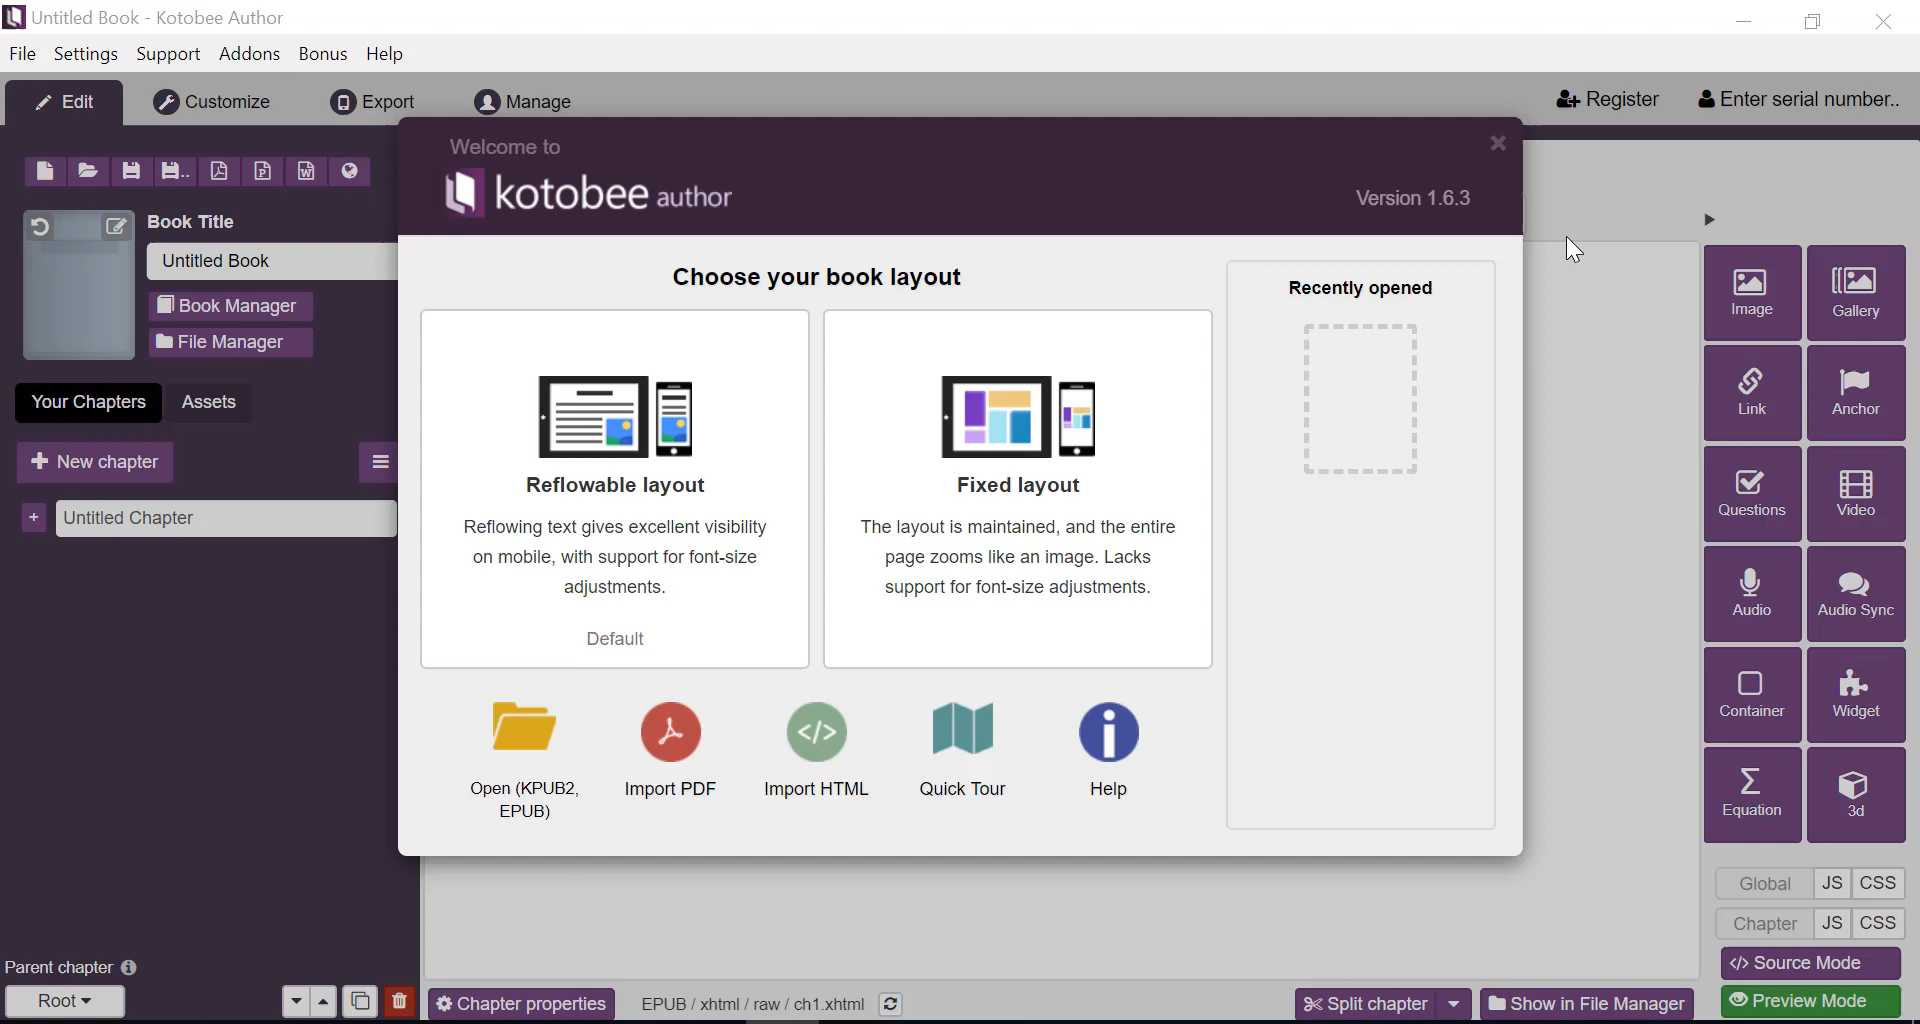 Untitled Book - Kotobee Author
File Settings Support Addons Bonus Help
Edit Customize Export Manage Register Enter serial number..
Welcome to
kotobee author
Version 1.6.3
Book Title
Untitled Book
Book Manager
File Manager
Your Chapters Assets
New chapter
Untitled Chapter
Choose your book layout
Reflowable layout
Reflowing text gives excellent visibility
on mobile, with support for font-size
adjustments.
Default
Fixed layout
The layout is maintained, and the entire
page zooms like an image. Lacks
support for font-size adjustments.
Recently opened
Open (KPUB2,
EPUB)
Import PDF
Import HTML
Quick Tour
Help
Image Gallery
Link Anchor
Questions Video
Audio Audio Sync
Container Widget
Equation 3d
Global JS CSS
Chapter JS CSS
Source Mode
Preview Mode
Parent chapter
Root
Chapter properties EPUB / xhtml / raw / ch1.xhtml Split chapter Show in File Manager